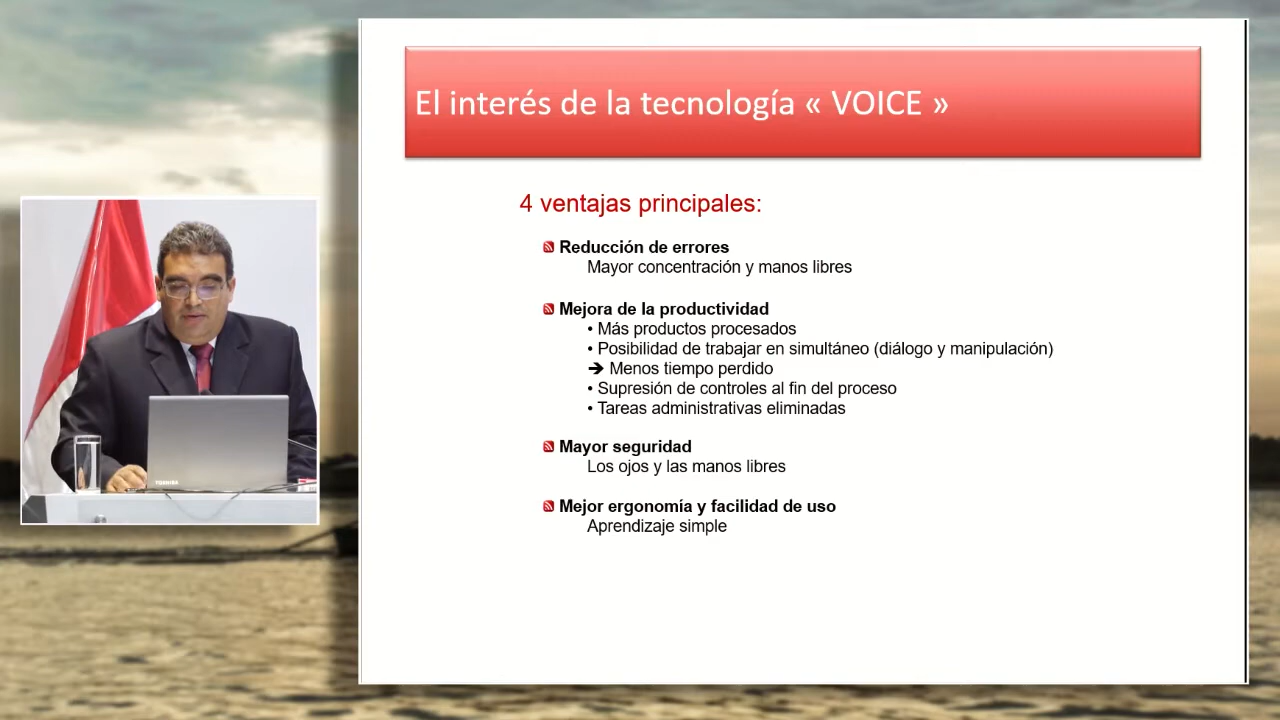 El interés de la tecnología « VOICE »
4 ventajas principales:
Reducción de errores
Mayor concentración y manos libres
Mejora de la productividad
• Más productos procesados
• Posibilidad de trabajar en simultáneo (diálogo y manipulación)
➔ Menos tiempo perdido
• Supresión de controles al fin del proceso
• Tareas administrativas eliminadas
Mayor seguridad
Los ojos y las manos libres
Mejor ergonomía y facilidad de uso
Aprendizaje simple
TOSHIBA